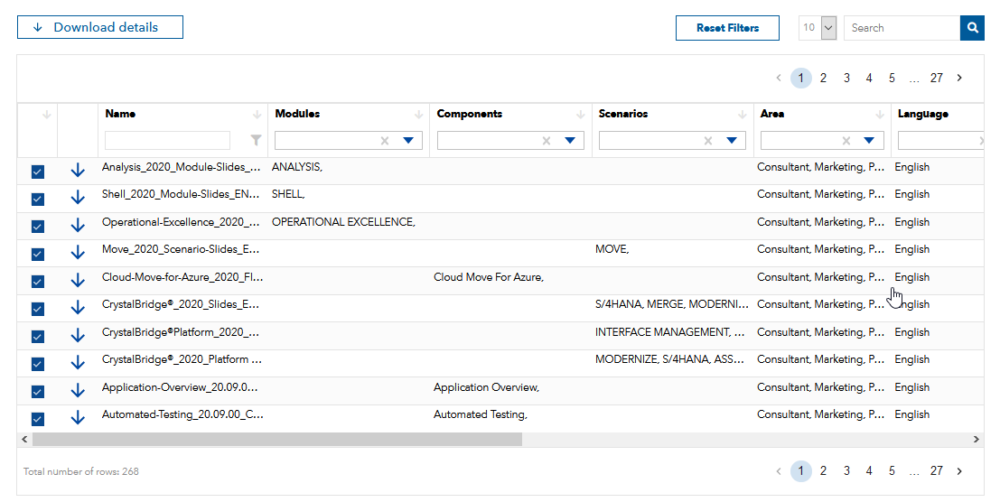 Download details Reset Filters 10 Search
1 2 3 4 5 ... 27
Name Modules Components Scenarios Area Language
Analysis_2020_Module-Slides_... ANALYSIS, Consultant, Marketing, P... English
Shell_2020_Module-Slides_EN... SHELL, Consultant, Marketing, P... English
Operational-Excellence_2020_... OPERATIONAL EXCELLENCE, Consultant, Marketing, P... English
Move_2020_Scenario-Slides_E... MOVE, Consultant, Marketing, P... English
Cloud-Move-for-Azure_2020_Fl... Cloud Move For Azure, Consultant, Marketing, P... English
CrystalBridge®_2020_Slides_E... S/4HANA, MERGE, MODERNI... Consultant, Marketing, P... English
CrystalBridge®Platform_2020_... INTERFACE MANAGEMENT, ... Consultant, Marketing, P... English
CrystalBridge®_2020_Platform ... MODERNIZE, S/4HANA, ASS... Consultant, Marketing, P... English
Application-Overview_20.09.0... Application Overview, Consultant, Marketing, P... English
Automated-Testing_20.09.00_C... Automated Testing, Consultant, Marketing, P... English
Total number of rows: 268 1 2 3 4 5 ... 27